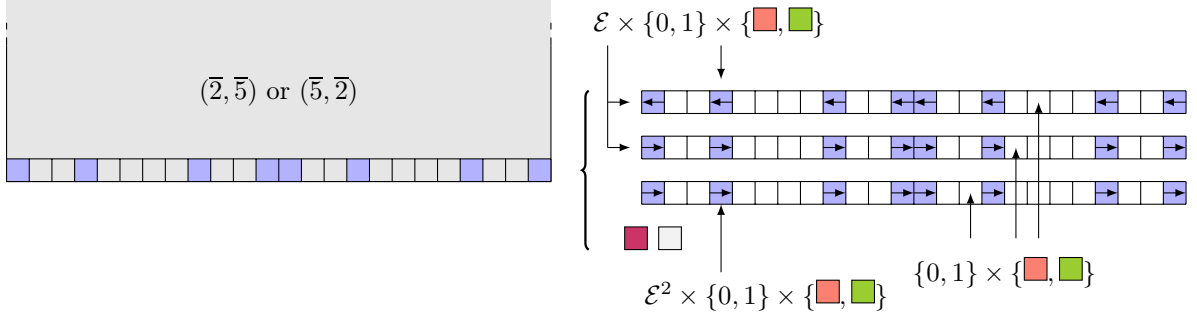 ℰ × {0, 1} × { , }
(2̅, 5̅) or (5̅, 2̅)
{0, 1} × { , }
ℰ² × {0, 1} × { , }